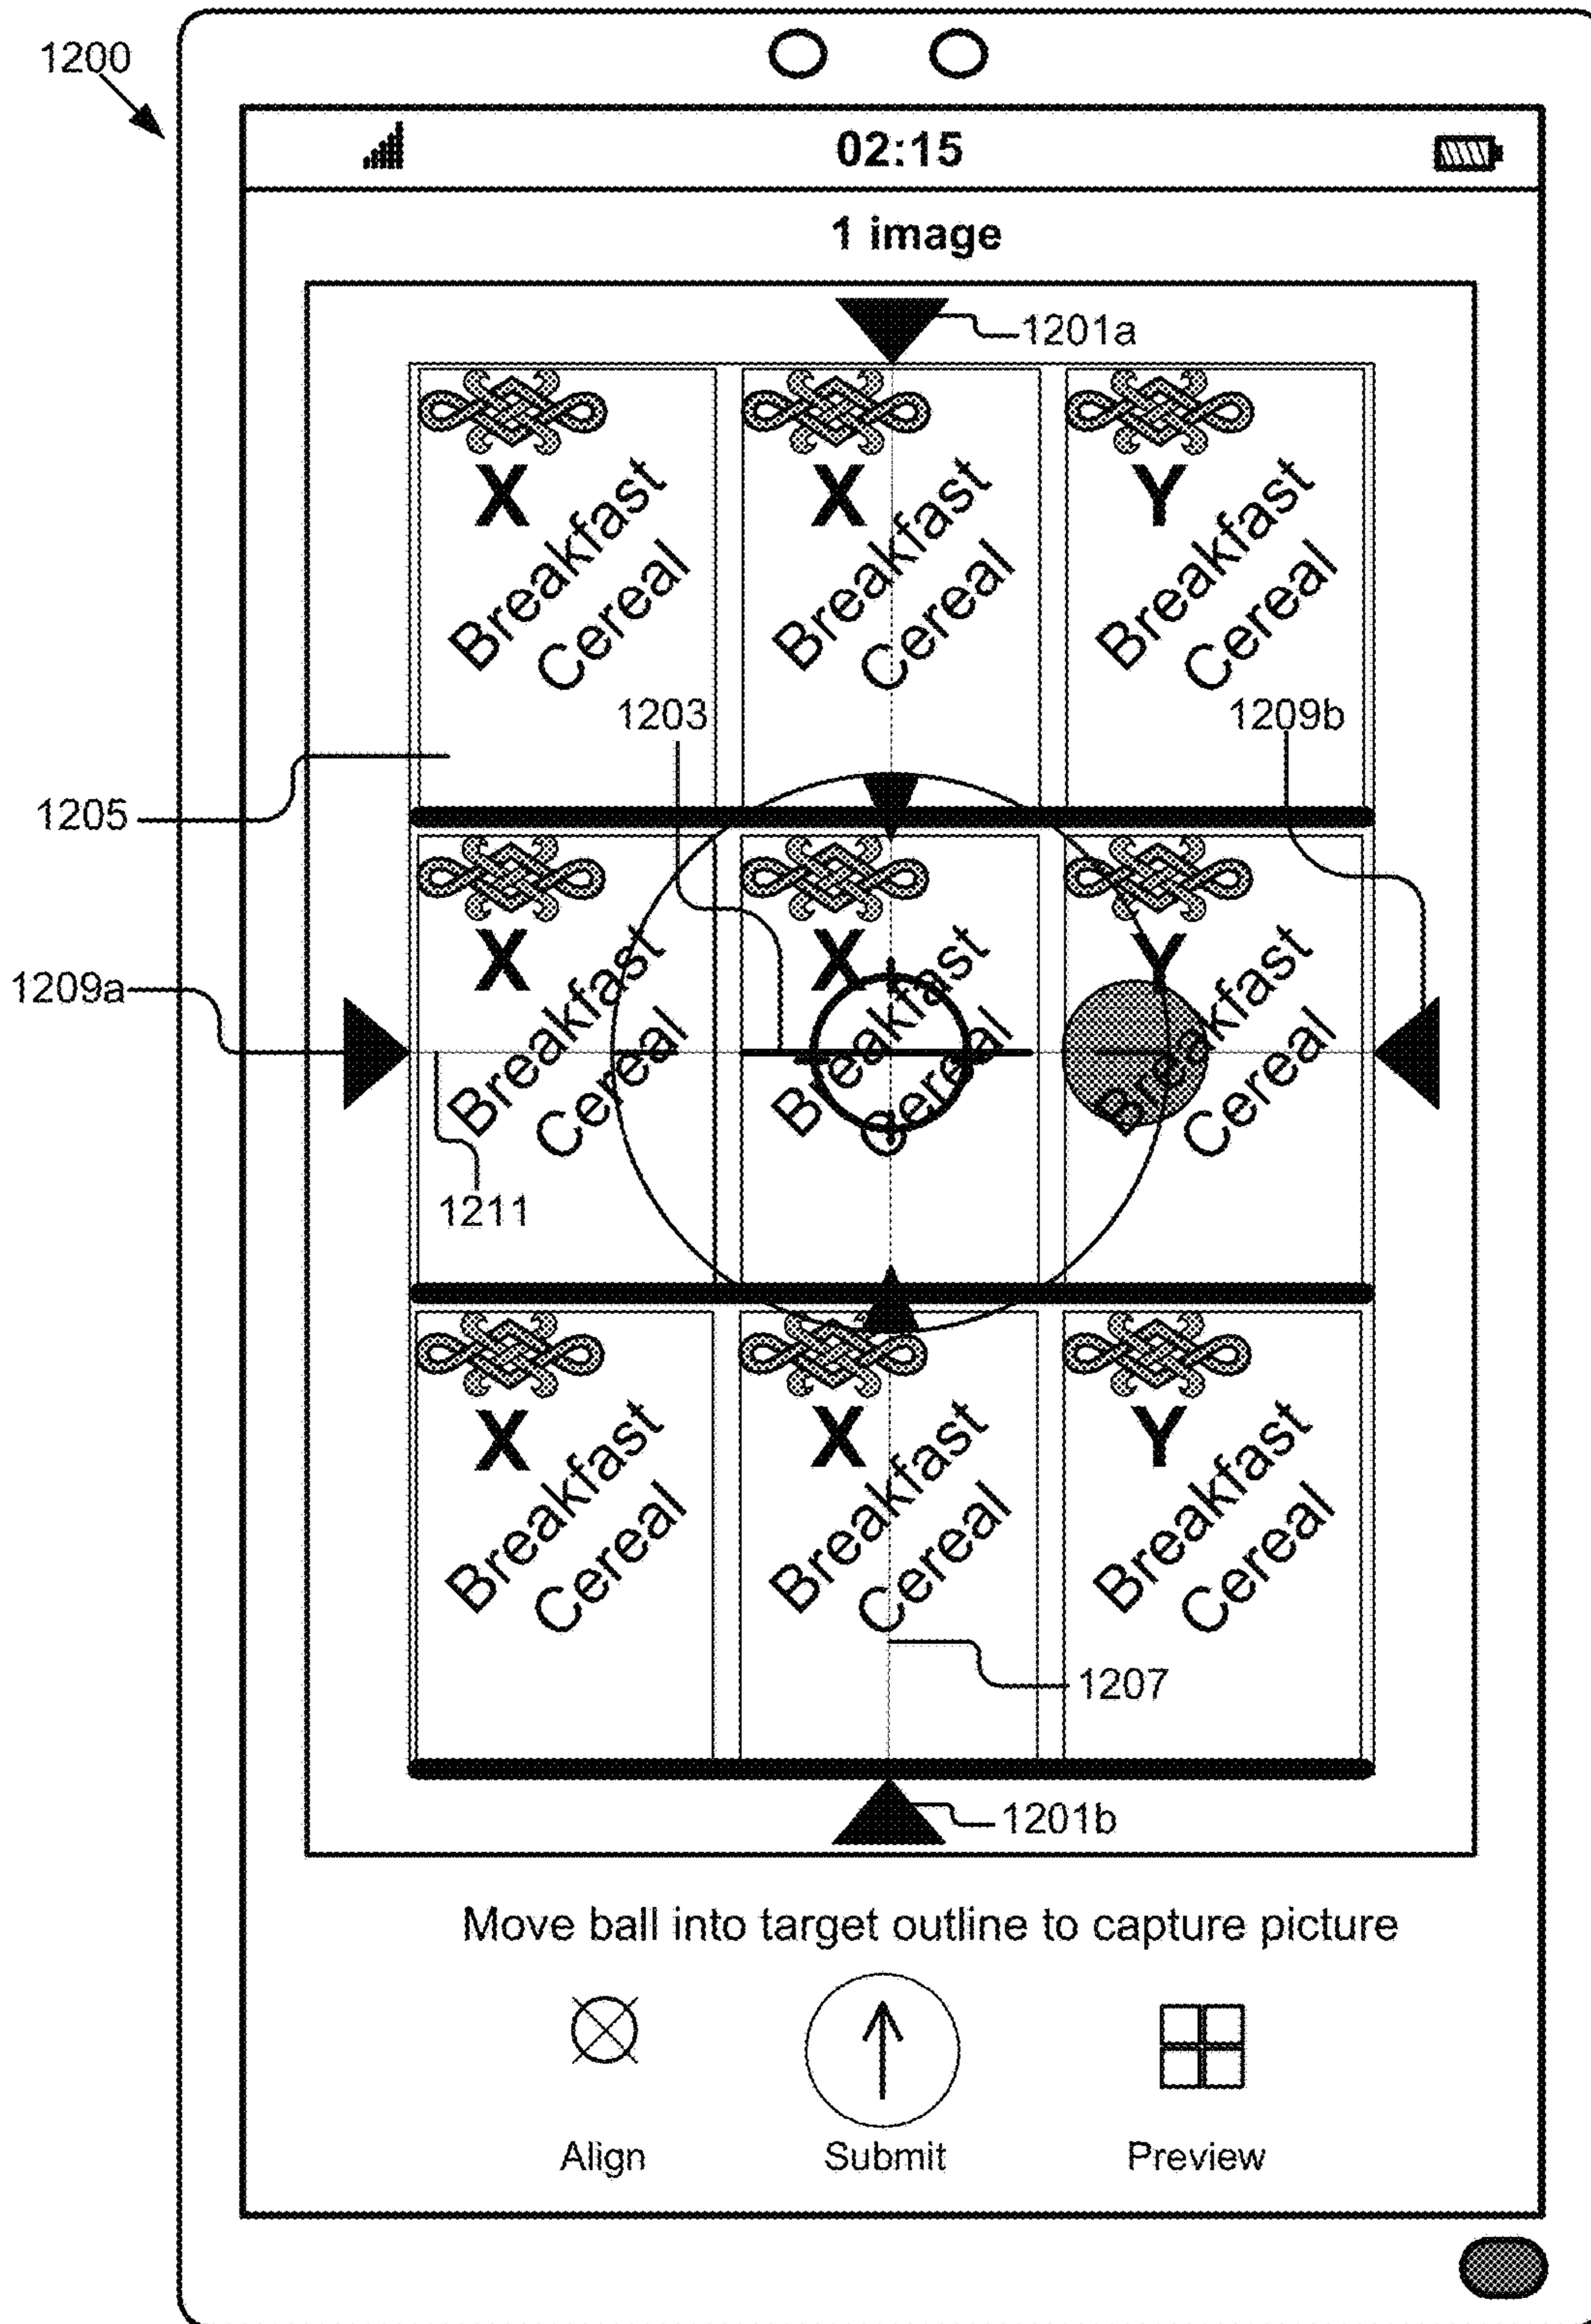 1200
02:15
1 image
1201a
X
Breakfast
Cereal
X
Breakfast
Cereal
Y
Breakfast
Cereal
1203
1209b
1205
X
Breakfast
Cereal
X
Breakfast
Cereal
Y
Breakfast
Cereal
1209a
1211
X
Breakfast
Cereal
X
Breakfast
Cereal
Y
Breakfast
Cereal
1207
1201b
Move ball into target outline to capture picture
Align
Submit
Preview